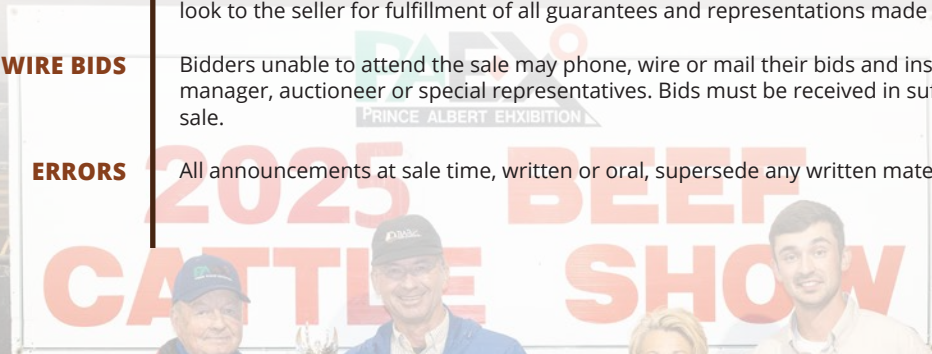 look to the seller for fulfillment of all guarantees and representations made
WIRE BIDS
Bidders unable to attend the sale may phone, wire or mail their bids and ins
manager, auctioneer or special representatives. Bids must be received in suf
sale.
PAEX
PRINCE ALBERT EHXIBITION
ERRORS
All announcements at sale time, written or oral, supersede any written mate
2025 BEEF
CATTLE SHOW